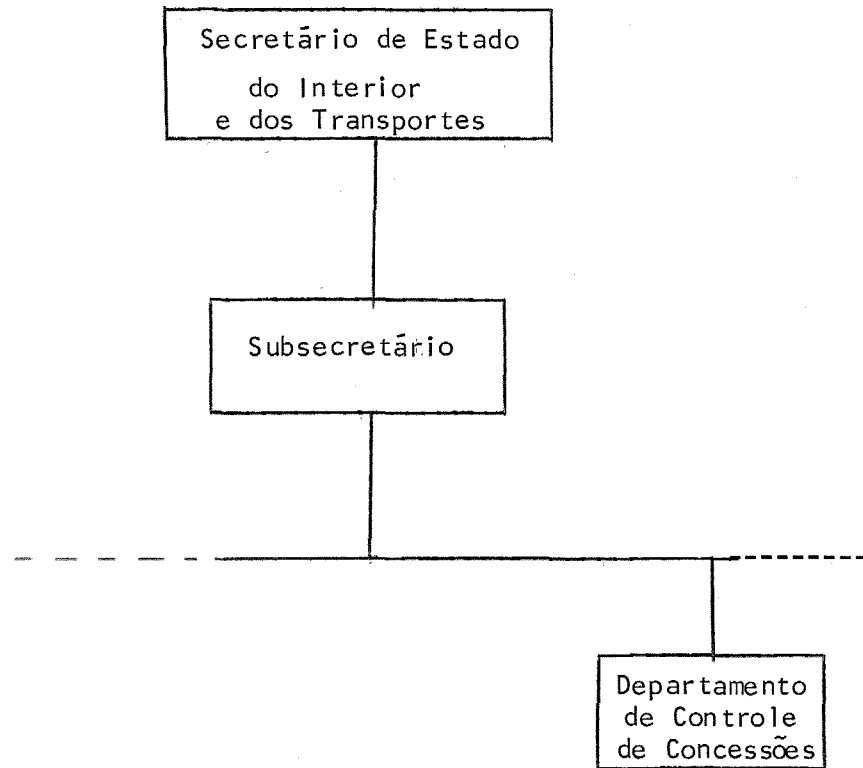 Secretário de Estado
do Interior
e dos Transportes
Subsecretário
Departamento
de Controle
de Concessões